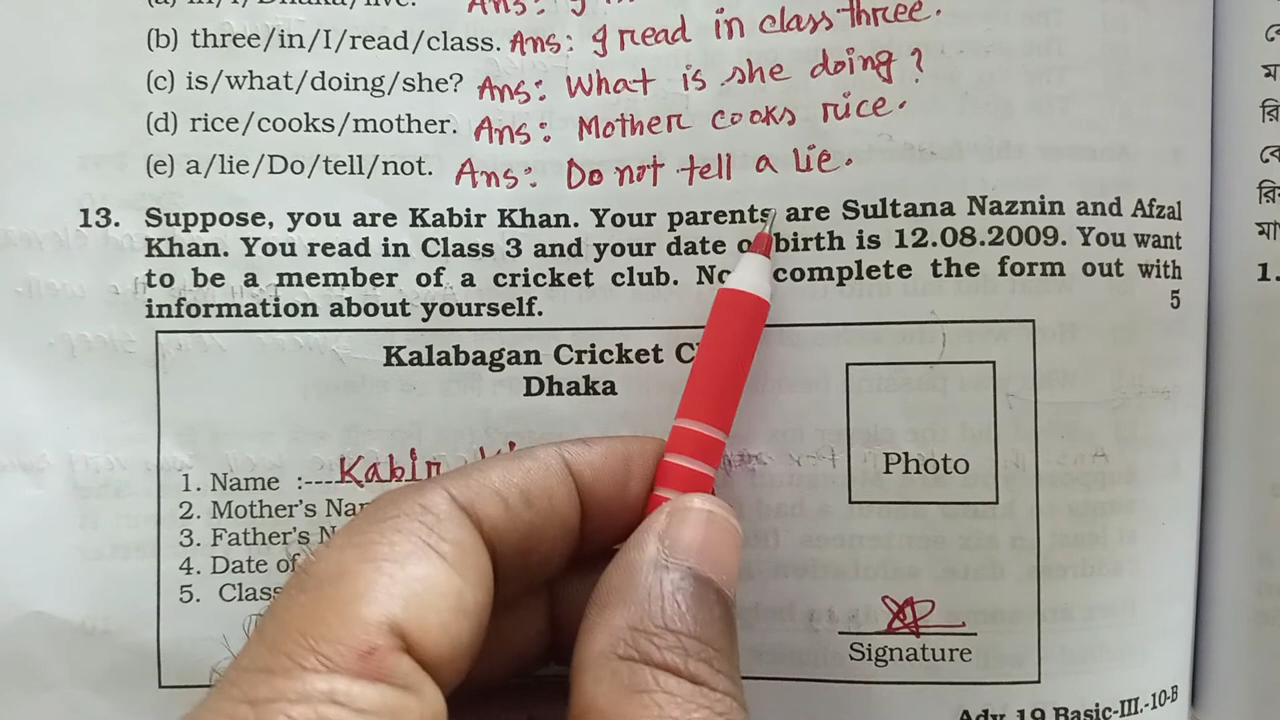 (b) three/in/I/read/class. Ans: I read in class three.
(c) is/what/doing/she? Ans: What is she doing?
(d) rice/cooks/mother. Ans: Mother cooks rice.
(e) a/lie/Do/tell/not. Ans: Do not tell a lie.
13. Suppose, you are Kabir Khan. Your parents are Sultana Naznin and Afzal
Khan. You read in Class 3 and your date birth is 12.08.2009. You want
to be a member of a cricket club. complete the form out with
information about yourself. 5
Kalabagan Cricket
Dhaka
Photo
1. Name :---- Kabir
2. Mother's
3. Father's
4. Date of
5. Class
Signature
Adv. 19 Basic-III.-10-B
1.